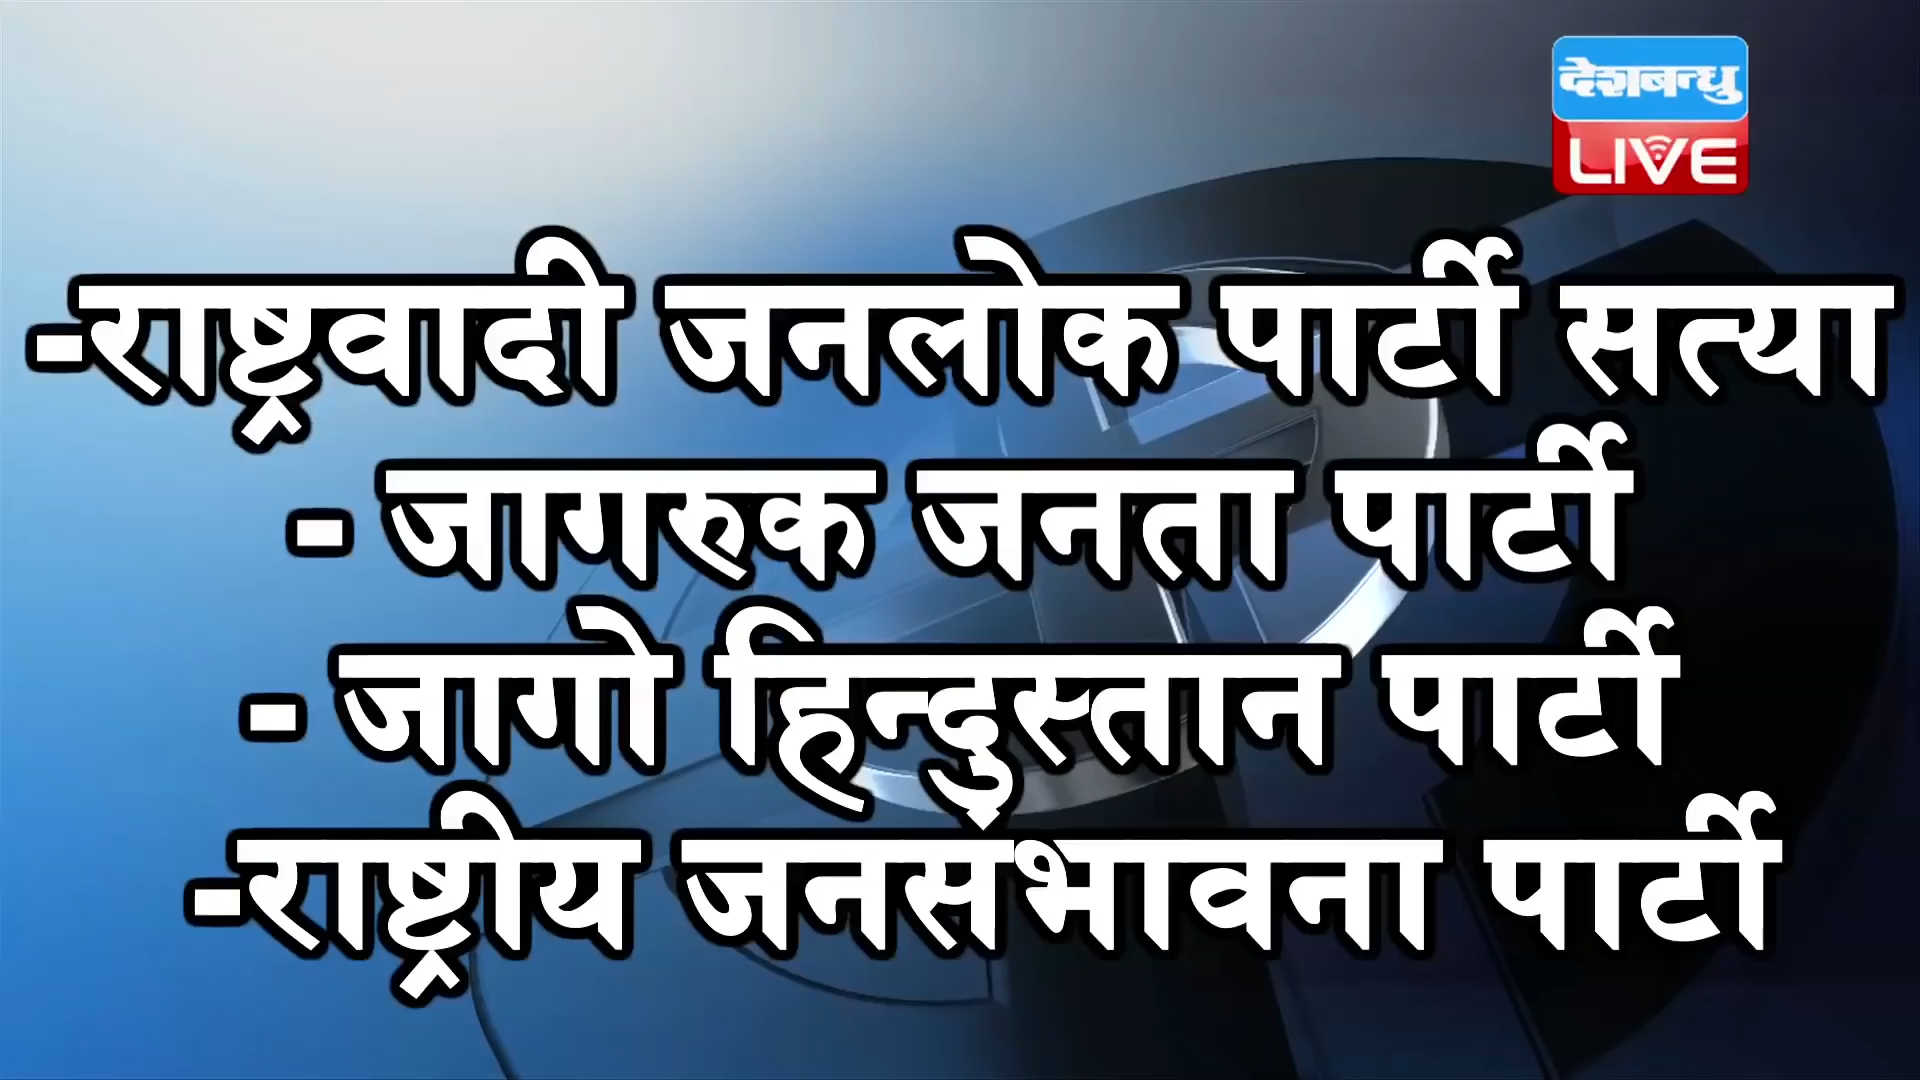 देशबन्धु
LIVE
-राष्ट्रवादी जनलोक पार्टी सत्या
- जागरुक जनता पार्टी
- जागो हिन्दुस्तान पार्टी
-राष्ट्रीय जनसंभावना पार्टी